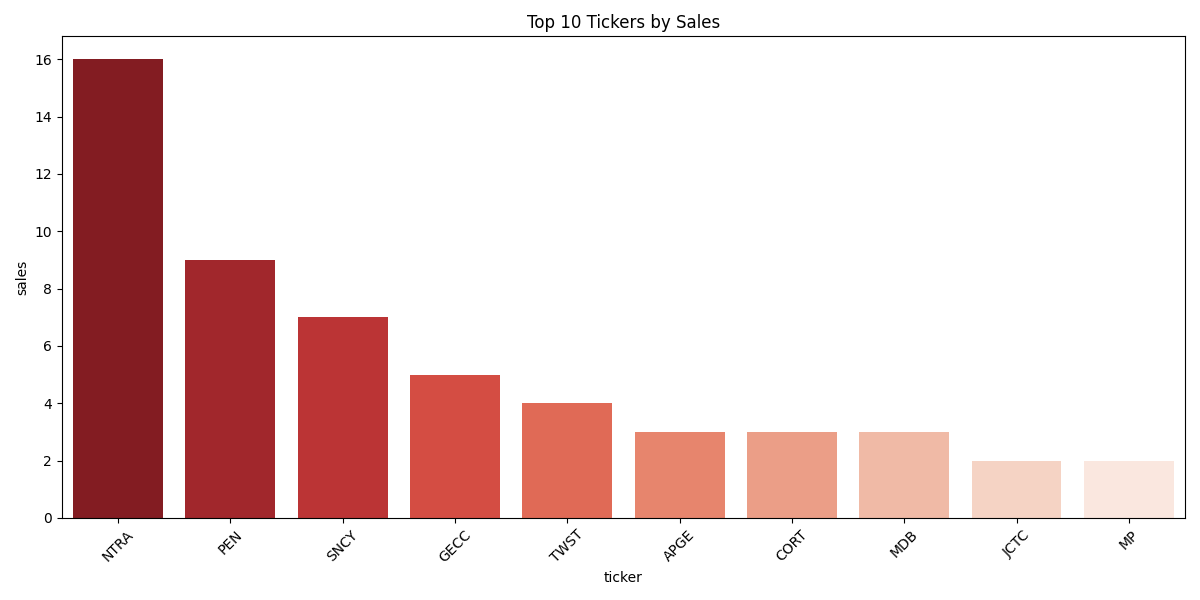 Top 10 Tickers by Sales
sales
16
14
12
10
8
6
4
2
0
NTRA
PEN
SNCY
GECC
TWST
APGE
CORT
MDB
JCTC
MP
ticker